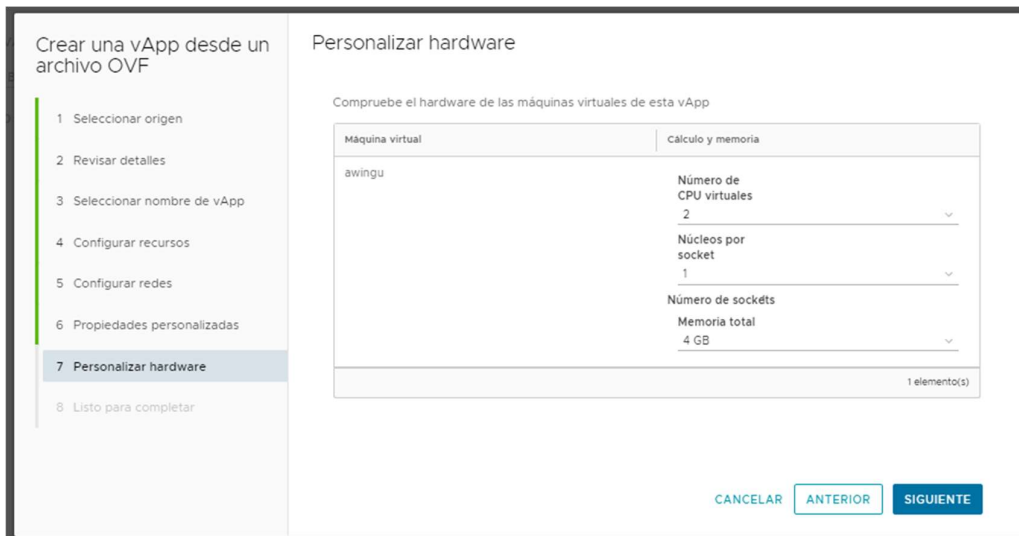 Crear una vApp desde un
archivo OVF
1 Seleccionar origen
2 Revisar detalles
3 Seleccionar nombre de vApp
4 Configurar recursos
5 Configurar redes
6 Propiedades personalizadas
7 Personalizar hardware
8 Listo para completar
Personalizar hardware
Compruebe el hardware de las máquinas virtuales de esta vApp
Máquina virtual
Cálculo y memoria
awingu
Número de
CPU virtuales
2
Núcleos por
socket
1
Número de sockets
Memoria total
4 GB
1 elemento(s)
CANCELAR
ANTERIOR
SIGUIENTE